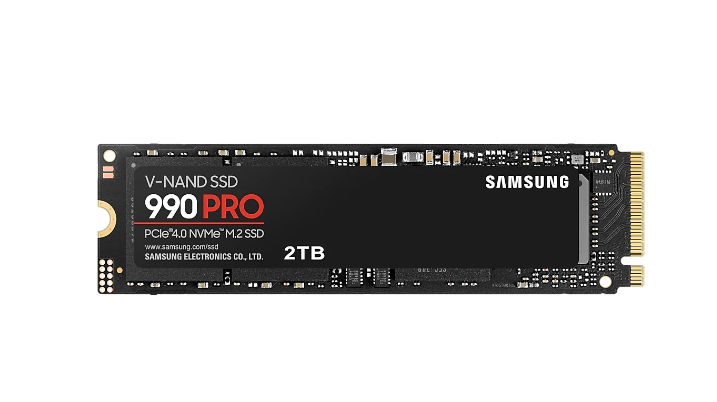 V-NAND SSD
SAMSUNG
990 PRO
PCIe®4.0 NVMe™ M.2 SSD
www.samsung.com/ssd
SAMSUNG ELECTRONICS CO., LTD.
2TB